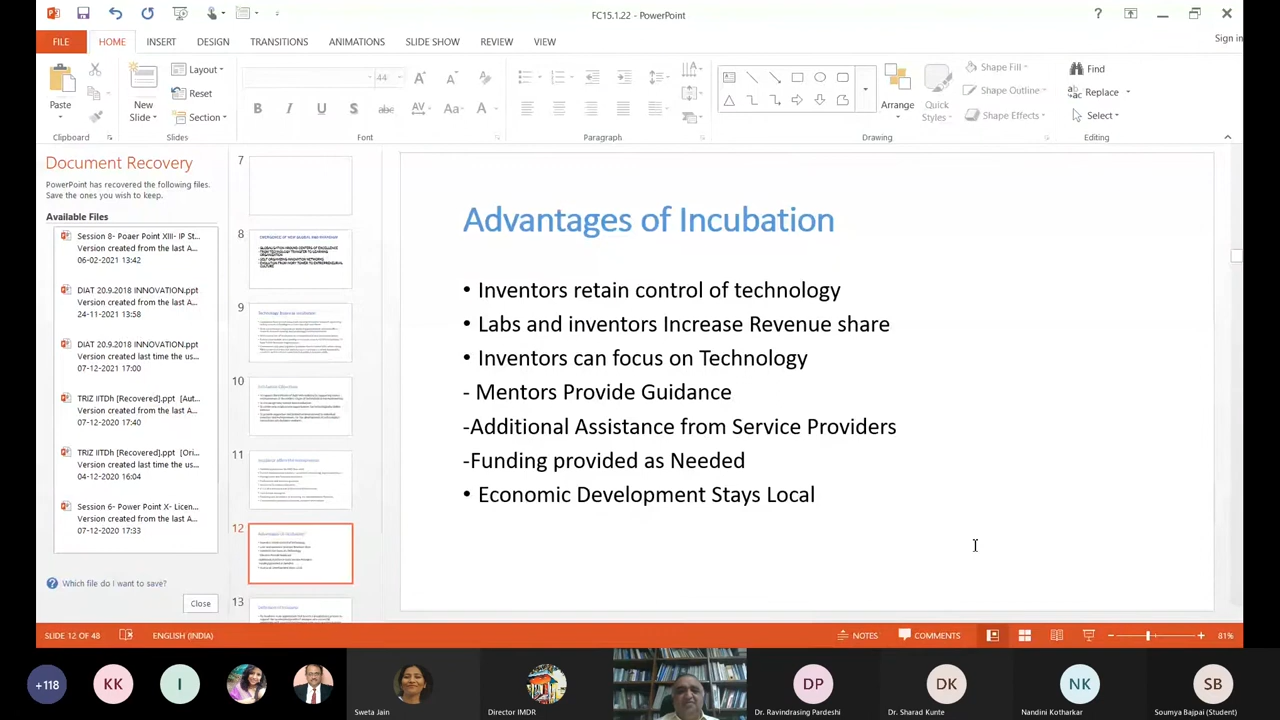 FC15.1.22 - PowerPoint
Sign in
FILE HOME INSERT DESIGN TRANSITIONS ANIMATIONS SLIDE SHOW REVIEW VIEW
Paste
Clipboard
New Slide
Layout
Reset
Section
Slides
44
Font
Paragraph
Arrange
Quick Styles
Shape Fill
Shape Outline
Shape Effects
Drawing
Find
Replace
Select
Editing
Document Recovery
PowerPoint has recovered the following files.
Save the ones you wish to keep.
Available Files
Session 8- Poaer Point XIII- IP St...
Version created from the last A...
06-02-2021 13:42
DIAT 20.9.2018 INNOVATION.ppt
Version created from the last A...
24-11-2021 13:58
DIAT 20.9.2018 INNOVATION.ppt
Version created last time the us...
07-12-2021 17:00
TRIZ IITDh [Recovered].ppt [Aut...
Version created from the last A...
07-12-2020 17:40
TRIZ IITDh [Recovered].ppt [Ori...
Version created last time the us...
04-12-2020 16:04
Session 6- Power Point X- Licen...
Version created from the last A...
07-12-2020 17:33
Which file do I want to save?
Close
7
8
9
10
11
12
13
Advantages of Incubation
• Inventors retain control of technology
• Labs and inventors Increase Revenue share
• Inventors can focus on Technology
- Mentors Provide Guidance
-Additional Assistance from Service Providers
-Funding provided as Needed
• Economic Development Stays Local
SLIDE 12 OF 48
ENGLISH (INDIA)
NOTES
COMMENTS
81%
+118
KK
I
Sweta Jain
Director IMDR
DP
Dr. Ravindrasing Pardeshi
DK
Dr. Sharad Kunte
NK
Nandini Kotharkar
SB
Soumya Bajpai (Student)